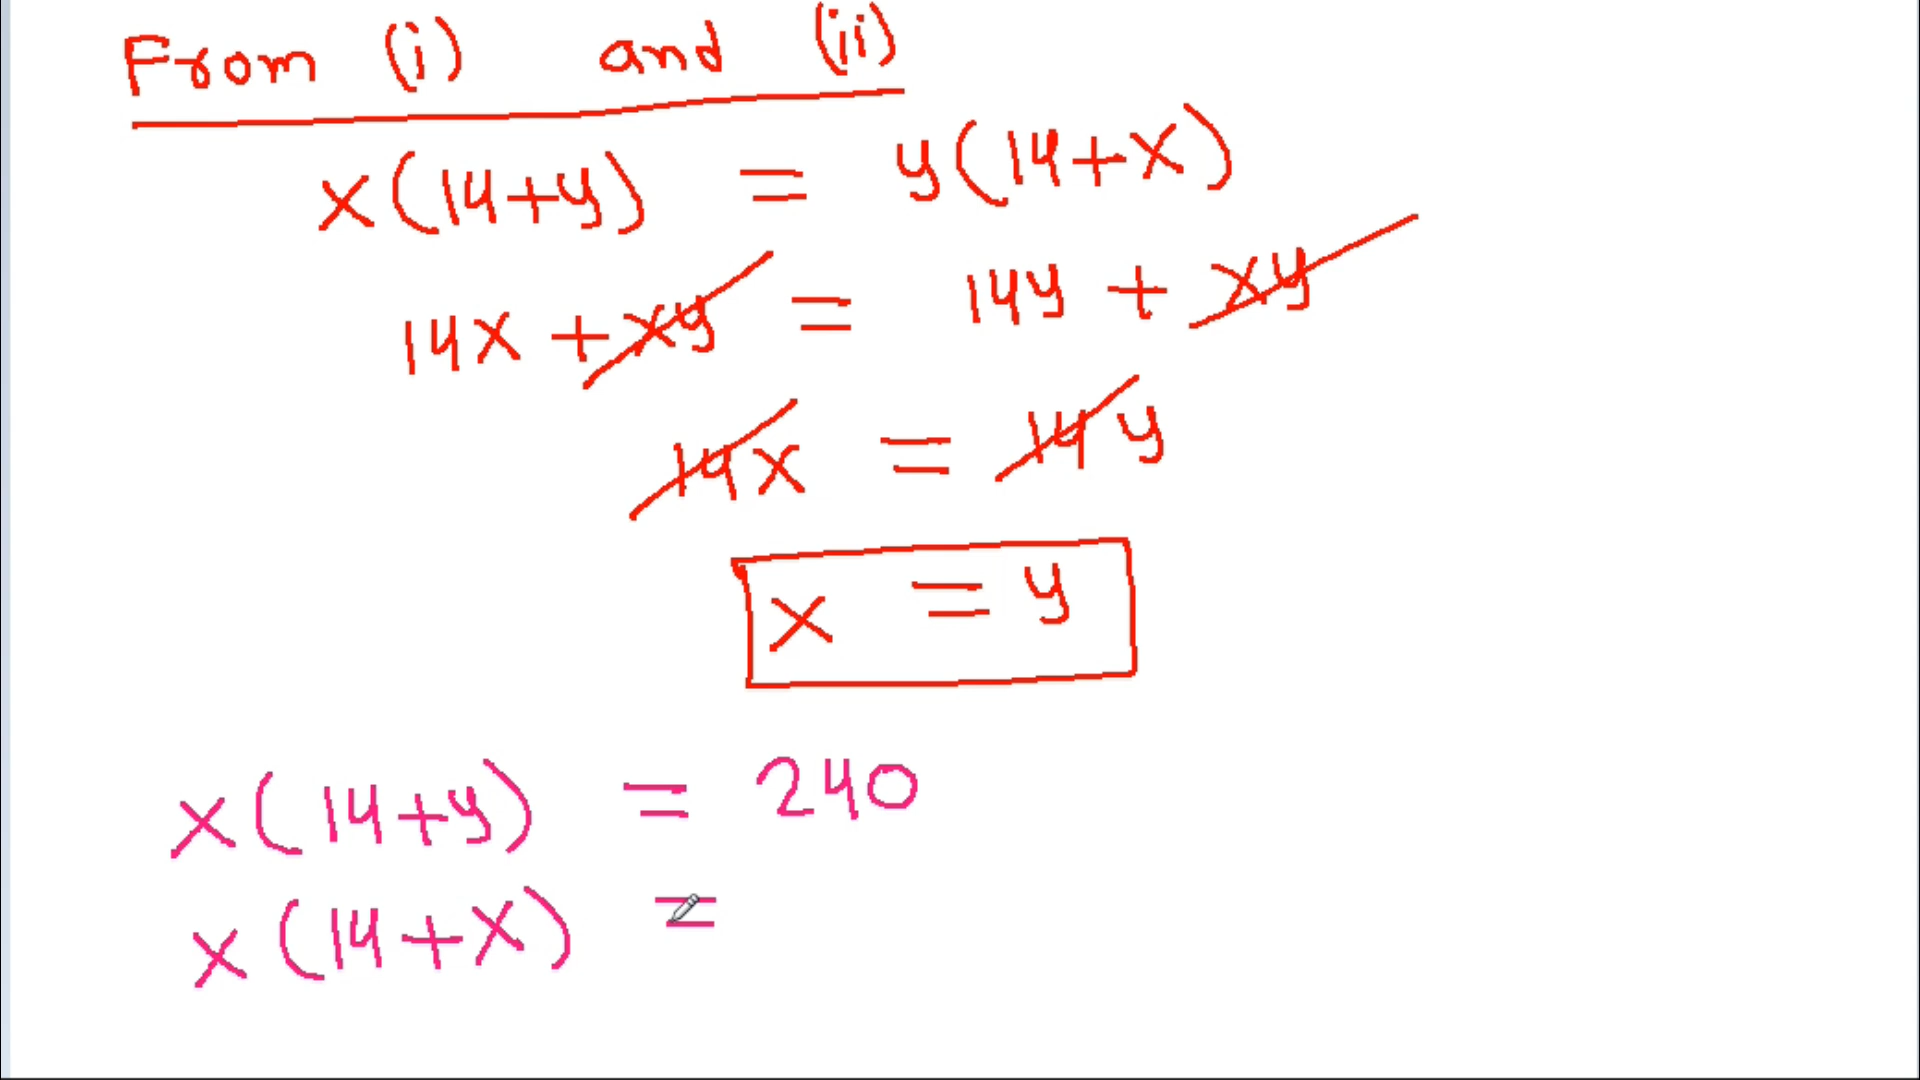 From (i) and (ii)
x(14+y) = y(14+x)
14x + xy = 14y + xy
14x = 14y
x = y
x(14+y) = 240
x(14+x) =